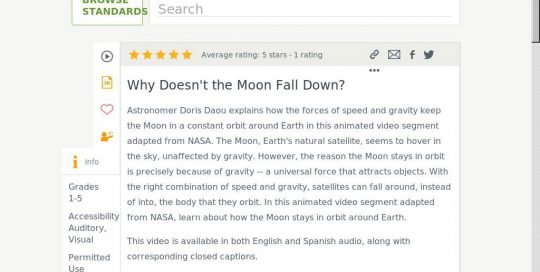 BROWSE
STANDARDS
Search
Average rating: 5 stars - 1 rating
Why Doesn't the Moon Fall Down?
Astronomer Doris Daou explains how the forces of speed and gravity keep
the Moon in a constant orbit around Earth in this animated video segment
adapted from NASA. The Moon, Earth's natural satellite, seems to hover in
the sky, unaffected by gravity. However, the reason the Moon stays in orbit
is precisely because of gravity -- a universal force that attracts objects. With
the right combination of speed and gravity, satellites can fall around, instead
of into, the body that they orbit. In this animated video segment adapted
from NASA, learn about how the Moon stays in orbit around Earth.
This video is available in both English and Spanish audio, along with
corresponding closed captions.
Info
Grades
1-5
Accessibility
Auditory,
Visual
Permitted
Use